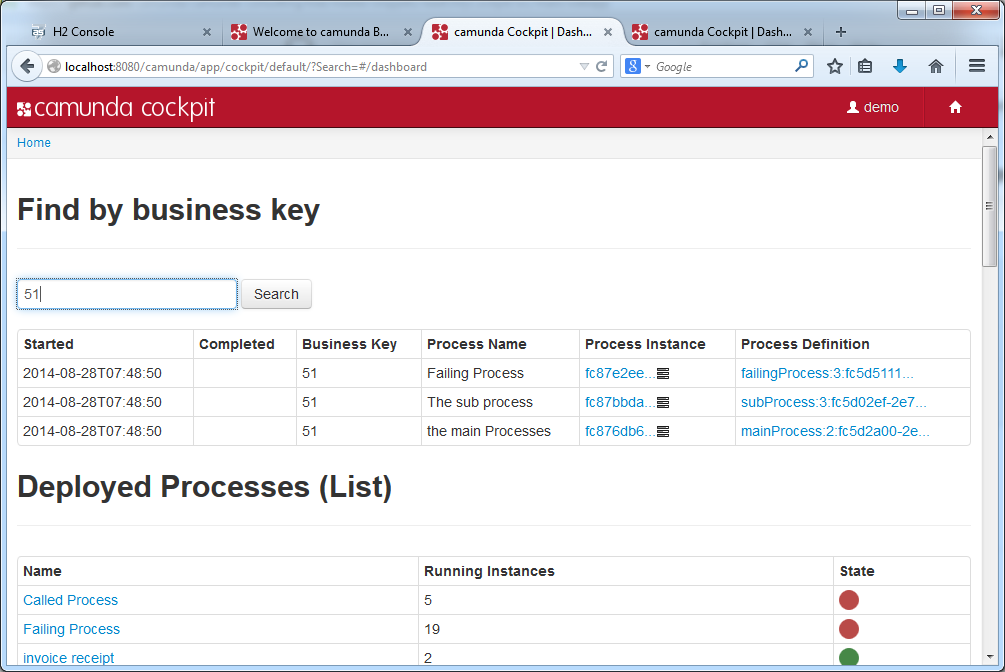 H2 Console
Welcome to camunda B...
camunda Cockpit | Dash...
camunda Cockpit | Dash...
localhost:8080/camunda/app/cockpit/default/?Search=#/dashboard
8
Google
camunda cockpit
demo
Home
Find by business key
51
Search
Started Completed Business Key Process Name Process Instance Process Definition
2014-08-28T07:48:50 51 Failing Process fc87e2ee... failingProcess:3:fc5d5111...
2014-08-28T07:48:50 51 The sub process fc87bbda... subProcess:3:fc5d02ef-2e7...
2014-08-28T07:48:50 51 the main Processes fc876db6... mainProcess:2:fc5d2a00-2e...
Deployed Processes (List)
Name Running Instances State
Called Process 5
Failing Process 19
invoice receipt 2